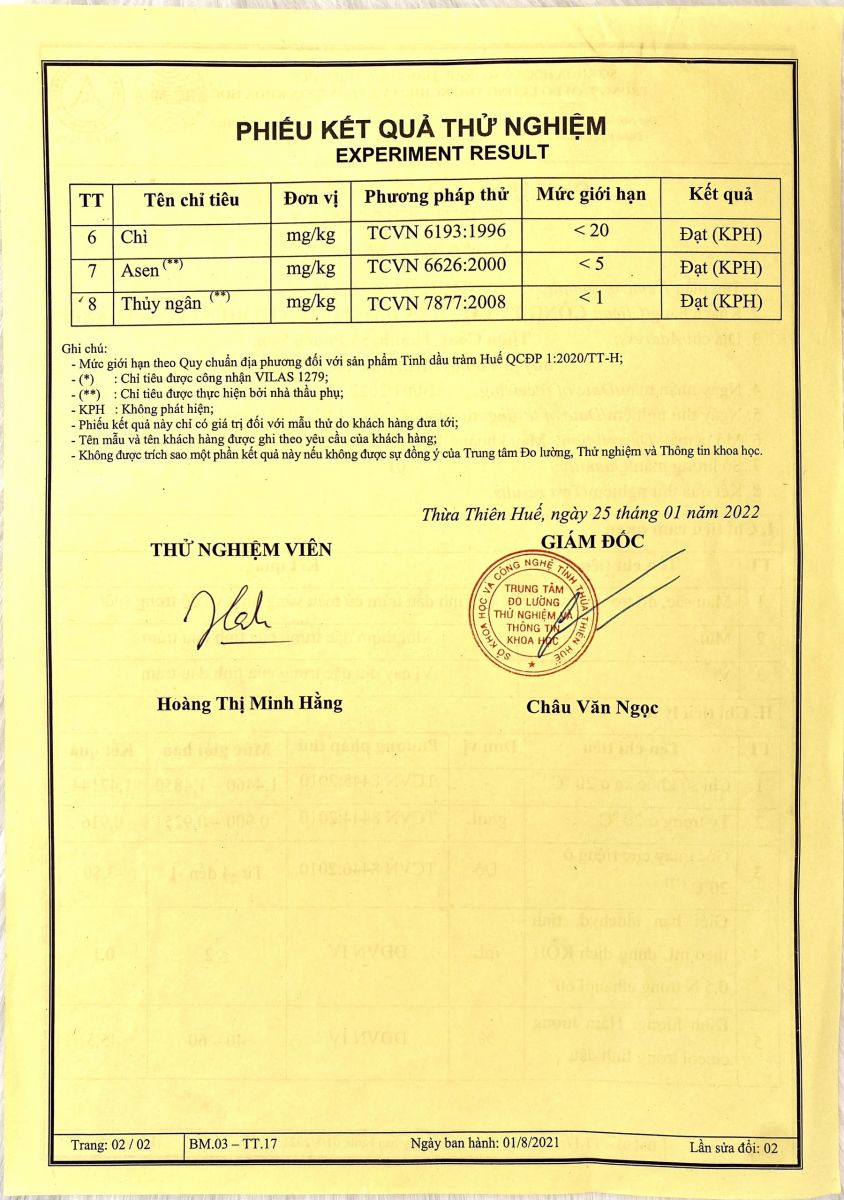 PHIẾU KẾT QUẢ THỬ NGHIỆM
EXPERIMENT RESULT
TT Tên chỉ tiêu Đơn vị Phương pháp thử Mức giới hạn Kết quả
6 Chì mg/kg TCVN 6193:1996 < 20 Đạt (KPH)
7 Asen (**) mg/kg TCVN 6626:2000 < 5 Đạt (KPH)
8 Thủy ngân (**) mg/kg TCVN 7877:2008 < 1 Đạt (KPH)
Ghi chú:
- Mức giới hạn theo Quy chuẩn địa phương đối với sản phẩm Tinh dầu tràm Huế QCĐP 1:2020/TT-H;
- (*) : Chỉ tiêu được công nhận VILAS 1279;
- (**) : Chỉ tiêu được thực hiện bởi nhà thầu phụ;
- KPH : Không phát hiện;
- Phiếu kết quả này chỉ có giá trị đối với mẫu thử do khách hàng đưa tới;
- Tên mẫu và tên khách hàng được ghi theo yêu cầu của khách hàng;
- Không được trích sao một phần kết quả này nếu không được sự đồng ý của Trung tâm Đo lường, Thử nghiệm và Thông tin khoa học.
Thừa Thiên Huế, ngày 25 tháng 01 năm 2022
THỬ NGHIỆM VIÊN GIÁM ĐỐC
SỞ KHOA HỌC VÀ CÔNG NGHỆ TỈNH THỪA THIÊN HUẾ
TRUNG TÂM
ĐO LƯỜNG
THỬ NGHIỆM VÀ
THÔNG TIN
KHOA HỌC
Hoàng Thị Minh Hằng Châu Văn Ngọc
Trang: 02 / 02 BM.03 – TT.17 Ngày ban hành: 01/8/2021 Lần sửa đổi: 02